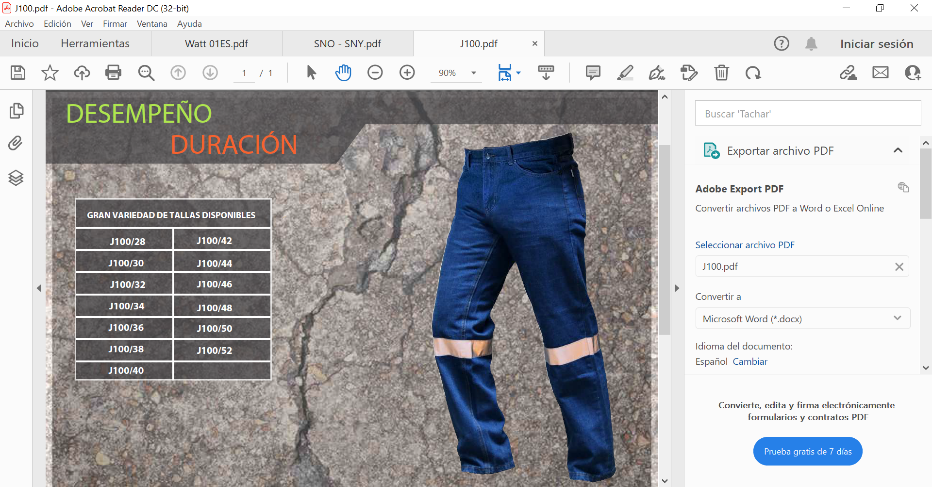 J100.pdf - Adobe Acrobat Reader DC (32-bit)
Archivo Edición Ver Firmar Ventana Ayuda
Inicio Herramientas Watt 01ES.pdf SNO - SNY.pdf J100.pdf × Iniciar sesión
1 / 1 90%
DESEMPEÑO
DURACIÓN
GRAN VARIEDAD DE TALLAS DISPONIBLES
J100/28 J100/42
J100/30 J100/44
J100/32 J100/46
J100/34 J100/48
J100/36 J100/50
J100/38 J100/52
J100/40
Buscar 'Tachar'
Exportar archivo PDF
Adobe Export PDF
Convertir archivos PDF a Word o Excel Online
Seleccionar archivo PDF
J100.pdf
Convertir a
Microsoft Word (*.docx)
Idioma del documento:
Español Cambiar
Convierte, edita y firma electrónicamente
formularios y contratos PDF
Prueba gratis de 7 días